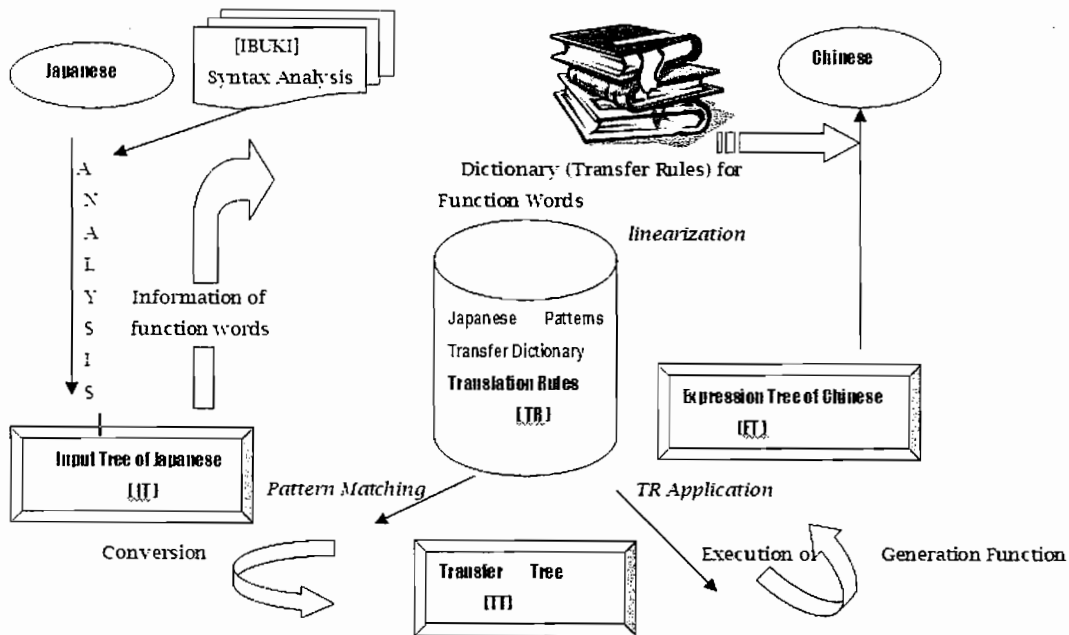 Japanese
[IBUKI]
Syntax Analysis
Chinese
ANALYSIS
Dictionary (Transfer Rules) for
Function Words
linearization
Information of
function words
Japanese Patterns
Transfer Dictionary
Translation Rules
[TR]
Expression Tree of Chinese
[ET]
Input Tree of Japanese
[IT]
Pattern Matching
TR Application
Conversion
Transfer Tree
[TT]
Execution of
Generation Function